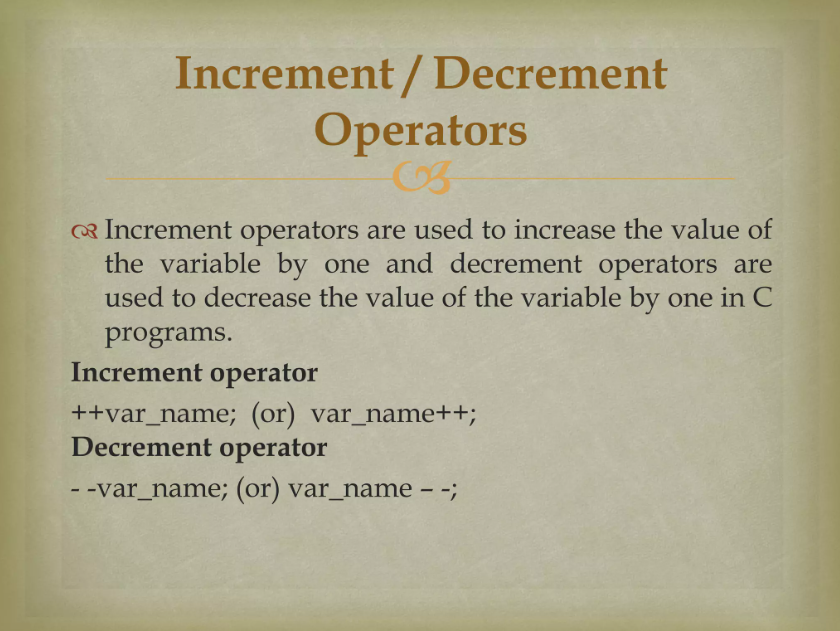 Increment / Decrement
Operators
Increment operators are used to increase the value of
the variable by one and decrement operators are
used to decrease the value of the variable by one in C
programs.
Increment operator
++var_name; (or) var_name++;
Decrement operator
- -var_name; (or) var_name – -;